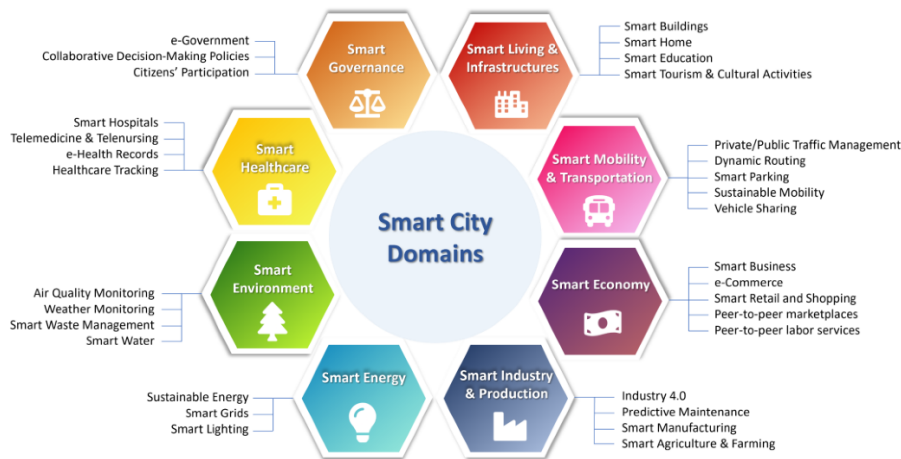 Smart City
Domains
Smart
Governance
e-Government
Collaborative Decision-Making Policies
Citizens' Participation
Smart Living &
Infrastructures
Smart Buildings
Smart Home
Smart Education
Smart Tourism & Cultural Activities
Smart
Healthcare
Smart Hospitals
Telemedicine & Telenursing
e-Health Records
Healthcare Tracking
Smart Mobility
& Transportation
Private/Public Traffic Management
Dynamic Routing
Smart Parking
Sustainable Mobility
Vehicle Sharing
Smart
Environment
Air Quality Monitoring
Weather Monitoring
Smart Waste Management
Smart Water
Smart Economy
Smart Business
e-Commerce
Smart Retail and Shopping
Peer-to-peer marketplaces
Peer-to-peer labor services
Smart Energy
Sustainable Energy
Smart Grids
Smart Lighting
Smart Industry
& Production
Industry 4.0
Predictive Maintenance
Smart Manufacturing
Smart Agriculture & Farming